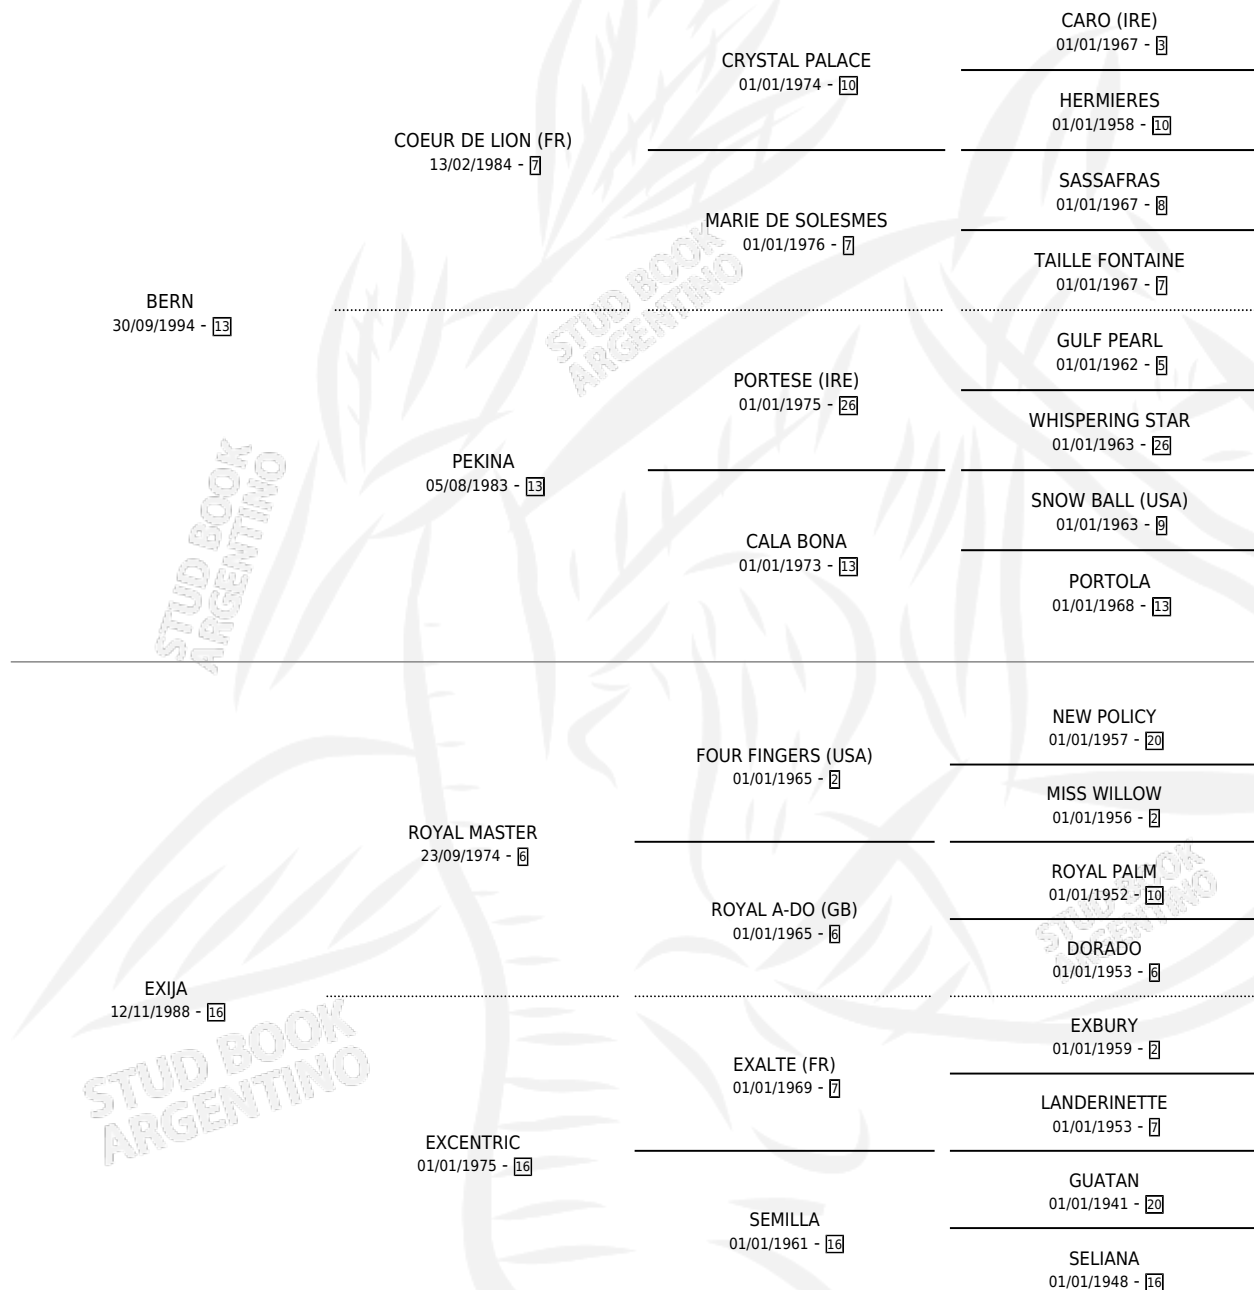 CARO (IRE)
01/01/1967 - 3
CRYSTAL PALACE
01/01/1974 - 10
HERMIERES
01/01/1958 - 10
COEUR DE LION (FR)
13/02/1984 - 7
SASSAFRAS
01/01/1967 - 8
MARIE DE SOLESMES
01/01/1976 - 7
TAILLE FONTAINE
01/01/1967 - 7
BERN
30/09/1994 - 13
GULF PEARL
01/01/1962 - 5
PORTESE (IRE)
01/01/1975 - 26
WHISPERING STAR
01/01/1963 - 26
PEKINA
05/08/1983 - 13
SNOW BALL (USA)
01/01/1963 - 9
CALA BONA
01/01/1973 - 13
PORTOLA
01/01/1968 - 13
STUD BOOK
ARGENTINO
STUD BOOK
ARGENTINO
NEW POLICY
01/01/1957 - 20
FOUR FINGERS (USA)
01/01/1965 - 2
MISS WILLOW
01/01/1956 - 2
ROYAL MASTER
23/09/1974 - 6
ROYAL PALM
01/01/1952 - 10
ROYAL A-DO (GB)
01/01/1965 - 6
DORADO
01/01/1953 - 6
EXIJA
12/11/1988 - 16
EXBURY
01/01/1959 - 2
EXALTE (FR)
01/01/1969 - 7
LANDERINETTE
01/01/1953 - 7
EXCENTRIC
01/01/1975 - 16
GUATAN
01/01/1941 - 20
SEMILLA
01/01/1961 - 16
SELIANA
01/01/1948 - 16
STUD BOOK
ARGENTINO
STUD BOOK
ARGENTINO